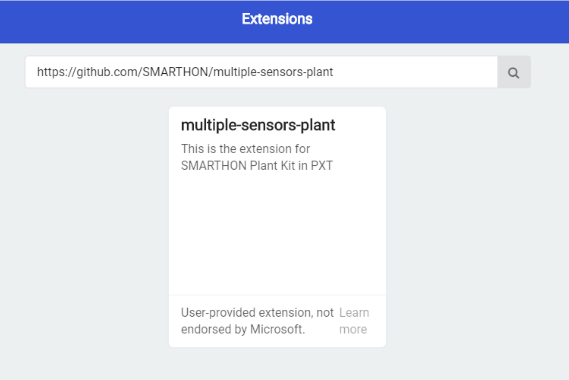 Extensions
https://github.com/SMARTHON/multiple-sensors-plant
multiple-sensors-plant
This is the extension for
SMARTHON Plant Kit in PXT
User-provided extension, not
endorsed by Microsoft.
Learn
more